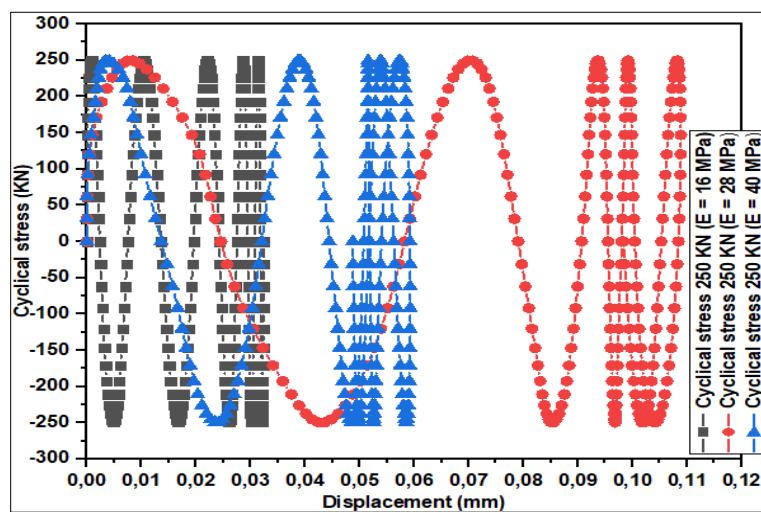 300
250
200
150
100
50
0
-50
-100
-150
-200
-250
-300
Cyclical stress (KN)
0,00 0,01 0,02 0,03 0,04 0,05 0,06 0,07 0,08 0,09 0,10 0,11 0,12
Displacement (mm)
Cyclical stress 250 KN (E = 16 MPa)
Cyclical stress 250 KN (E = 28 MPa)
Cyclical stress 250 KN (E = 40 MPa)